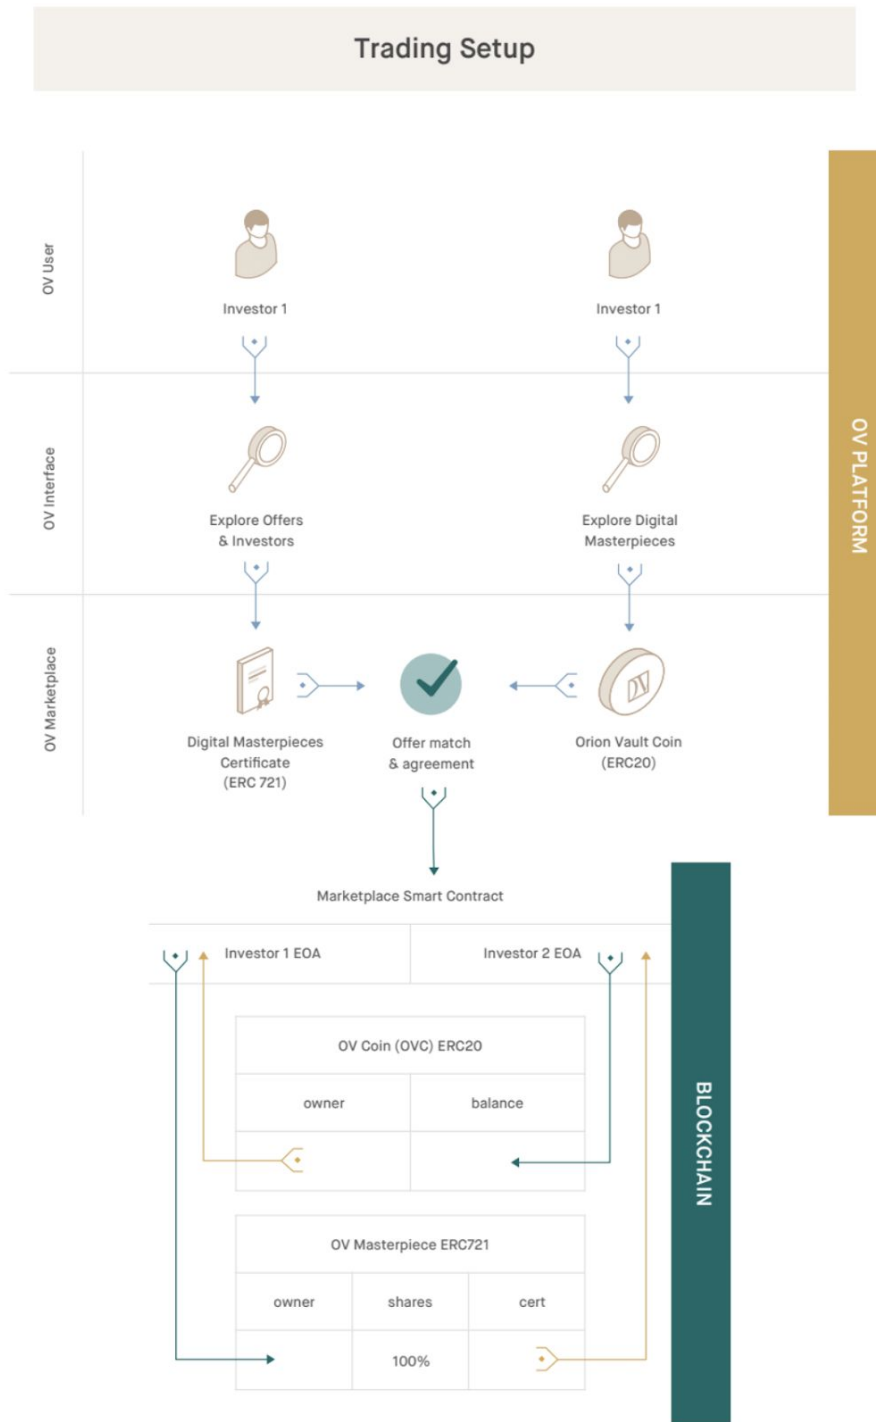 Trading Setup
OV User
Investor 1
Investor 1
OV Interface
Explore Offers
& Investors
Explore Digital
Masterpieces
OV PLATFORM
OV Marketplace
Digital Masterpieces
Certificate
(ERC 721)
Offer match
& agreement
Orion Vault Coin
(ERC20)
Marketplace Smart Contract
Investor 1 EOA
Investor 2 EOA
OV Coin (OVC) ERC20
owner
balance
BLOCKCHAIN
OV Masterpiece ERC721
owner
shares
cert
100%